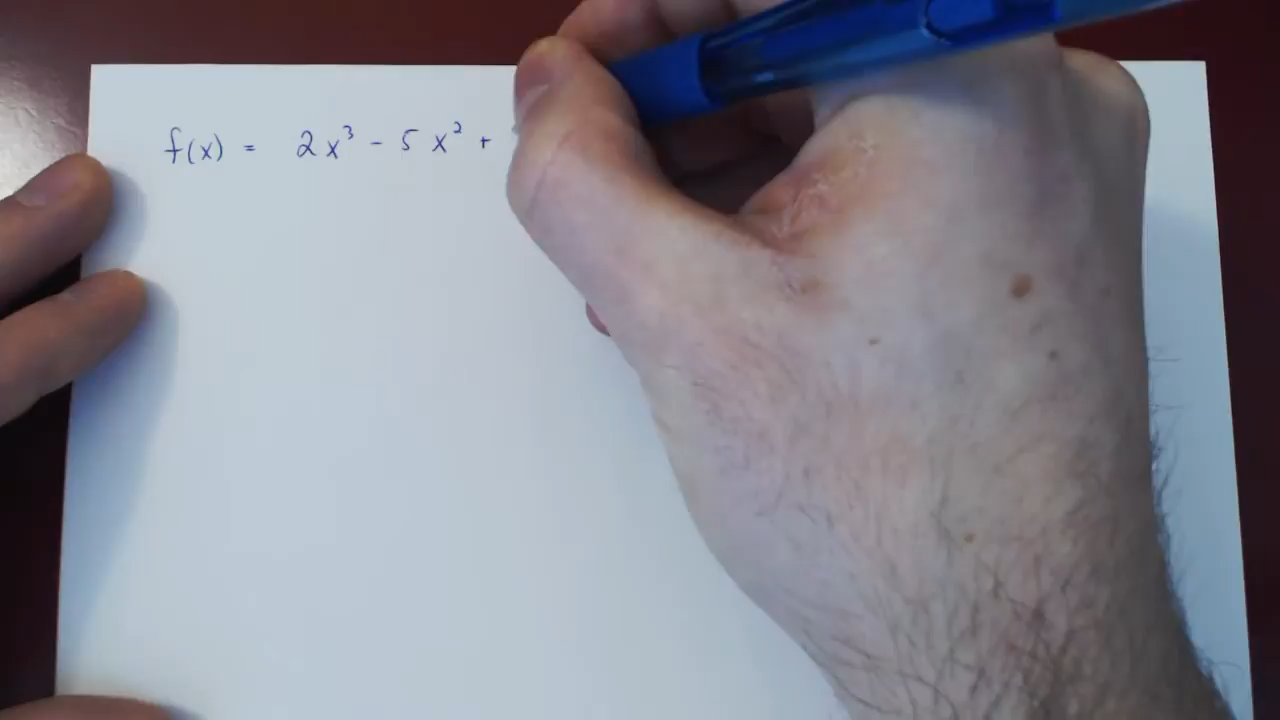 f(x) = 2x³ - 5x² +